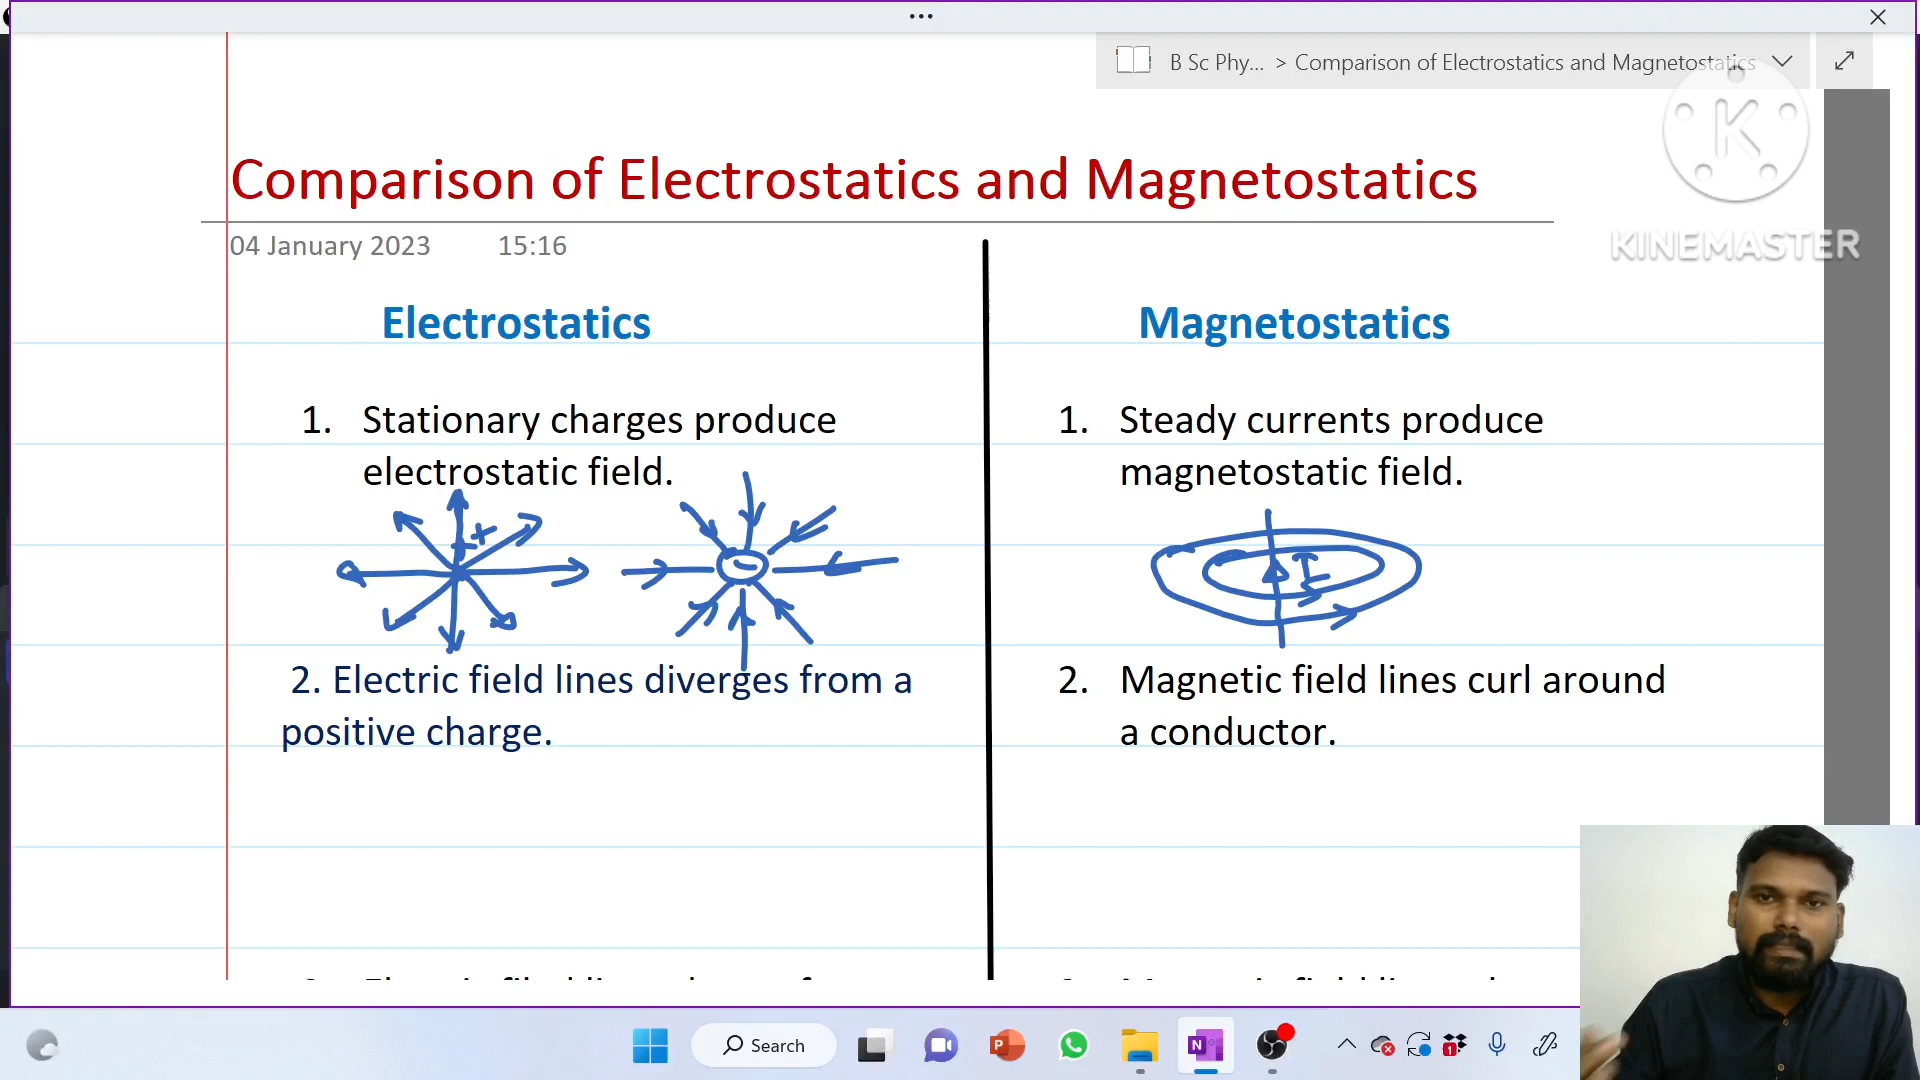 B Sc Phy... > Comparison of Electrostatics and Magnetostatics
K
KINEMASTER
Comparison of Electrostatics and Magnetostatics
04 January 2023 15:16
Electrostatics
1. Stationary charges produce
electrostatic field.
2. Electric field lines diverges from a
positive charge.
Magnetostatics
1. Steady currents produce
magnetostatic field.
I
2. Magnetic field lines curl around
a conductor.
Search